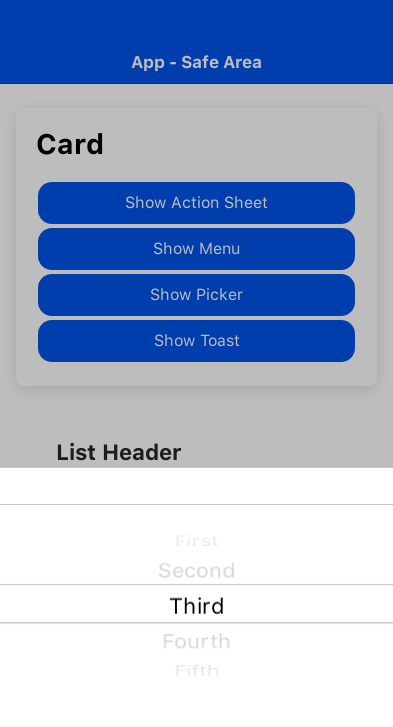 App - Safe Area
Card
Show Action Sheet
Show Menu
Show Picker
Show Toast
List Header
First
Second
Third
Fourth
Fifth